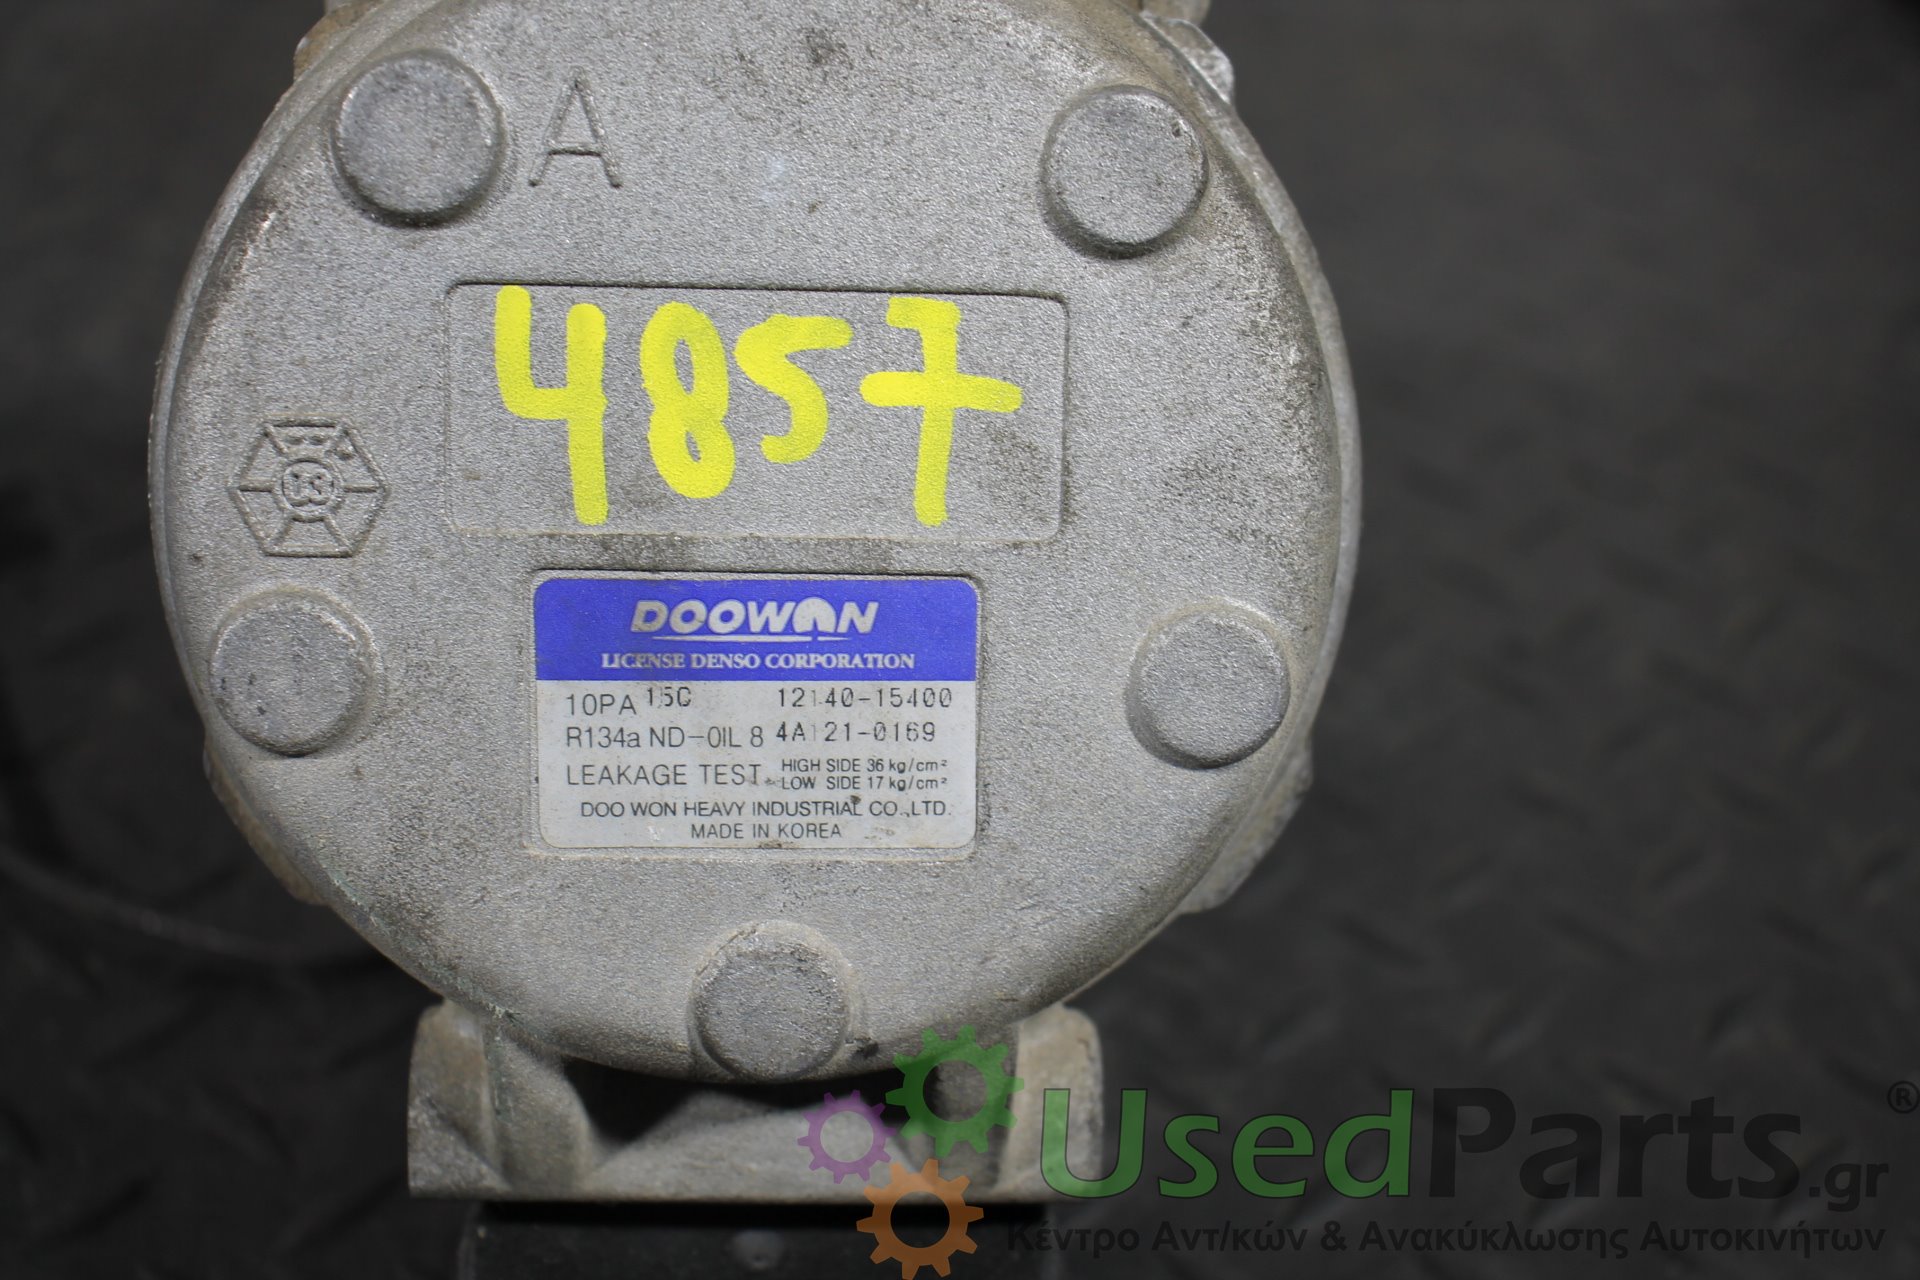 A
4857
DOOWON
LICENSE DENSO CORPORATION
10PA 15C 12140-15400
R134a ND-OIL 8 4A121-0169
LEAKAGE TEST HIGH SIDE 36 kg/cm²
LOW SIDE 17 kg/cm²
DOO WON HEAVY INDUSTRIAL CO.,LTD.
MADE IN KOREA
UsedParts.gr ®
Κέντρο Αντ/κών & Ανακύκλωσης Αυτοκινήτων